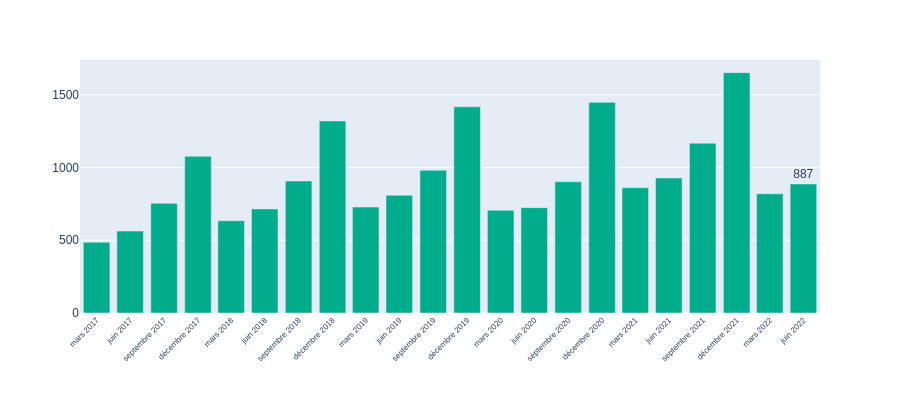 1500
1000
500
0
887
mars 2017
juin 2017
septembre 2017
décembre 2017
mars 2018
juin 2018
septembre 2018
décembre 2018
mars 2019
juin 2019
septembre 2019
décembre 2019
mars 2020
juin 2020
septembre 2020
décembre 2020
mars 2021
juin 2021
septembre 2021
décembre 2021
mars 2022
juin 2022